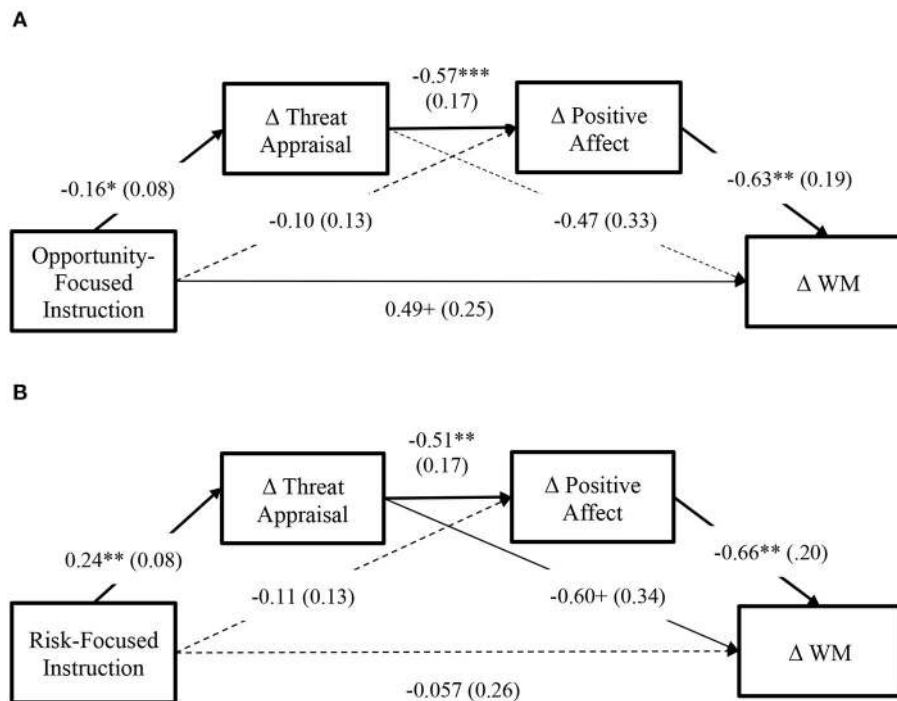 A
-0.57***
(0.17)
Δ Threat
Appraisal
Δ Positive
Affect
-0.16* (0.08)
-0.10 (0.13)
-0.47 (0.33)
-0.63** (0.19)
Opportunity-
Focused
Instruction
Δ WM
0.49+ (0.25)
B
-0.51**
(0.17)
Δ Threat
Appraisal
Δ Positive
Affect
0.24** (0.08)
-0.11 (0.13)
-0.60+ (0.34)
-0.66** (.20)
Risk-Focused
Instruction
Δ WM
-0.057 (0.26)